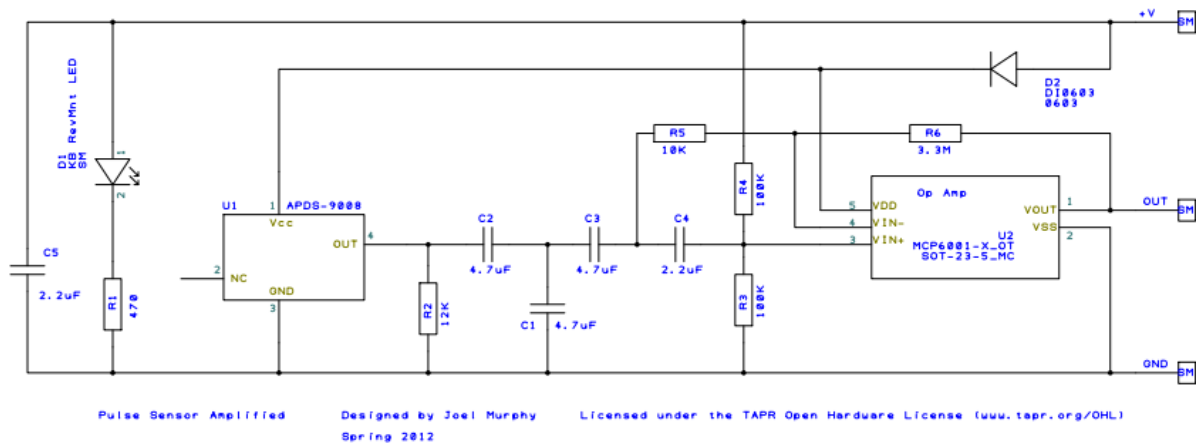 +V
SM
D1
KB RevMnt LED
SM
1
2
D2
DI0603
0603
R5
10K
R6
3.3M
R4
100K
Op Amp
5
VDD
4
VIN-
3
VIN+
VOUT
1
VSS
2
U2
MCP6001-X_OT
SOT-23-5_MC
OUT
SM
U1
APDS-9008
1
Vcc
OUT
4
2
NC
GND
3
C2
4.7uF
C3
4.7uF
C4
2.2uF
C5
2.2uF
R1
470
R2
12K
C1
4.7uF
R3
100K
GND
SM
Pulse Sensor Amplified
Designed by Joel Murphy
Licensed under the TAPR Open Hardware License (www.tapr.org/OHL)
Spring 2012